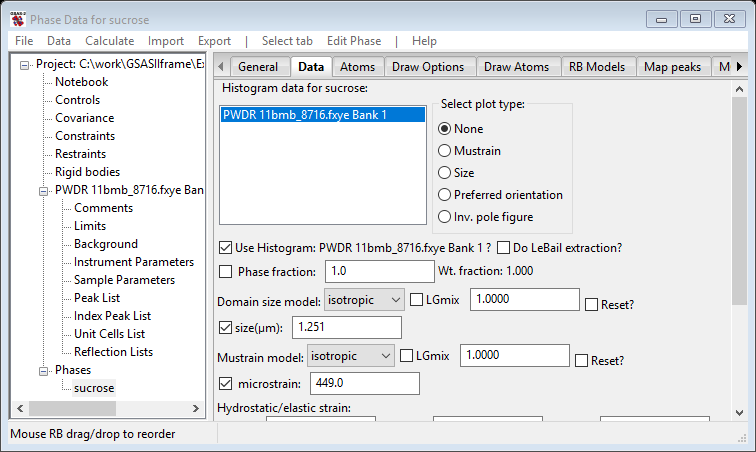 GSAS-II
Phase Data for sucrose
File Data Calculate Import Export | Select tab Edit Phase | Help
Project: C:\work\GSASIIframe\Ex
Notebook
Controls
Covariance
Constraints
Restraints
Rigid bodies
PWDR 11bmb_8716.fxye Ban
Comments
Limits
Background
Instrument Parameters
Sample Parameters
Peak List
Index Peak List
Unit Cells List
Reflection Lists
Phases
sucrose
General Data Atoms Draw Options Draw Atoms RB Models Map peaks M
Histogram data for sucrose:
PWDR 11bmb_8716.fxye Bank 1
Select plot type:
None
Mustrain
Size
Preferred orientation
Inv. pole figure
Use Histogram: PWDR 11bmb_8716.fxye Bank 1 ? Do LeBail extraction?
Phase fraction: 1.0 Wt. fraction: 1.000
Domain size model: isotropic LGmix 1.0000 Reset?
size(μm): 1.251
Mustrain model: isotropic LGmix 1.0000 Reset?
microstrain: 449.0
Hydrostatic/elastic strain:
Mouse RB drag/drop to reorder